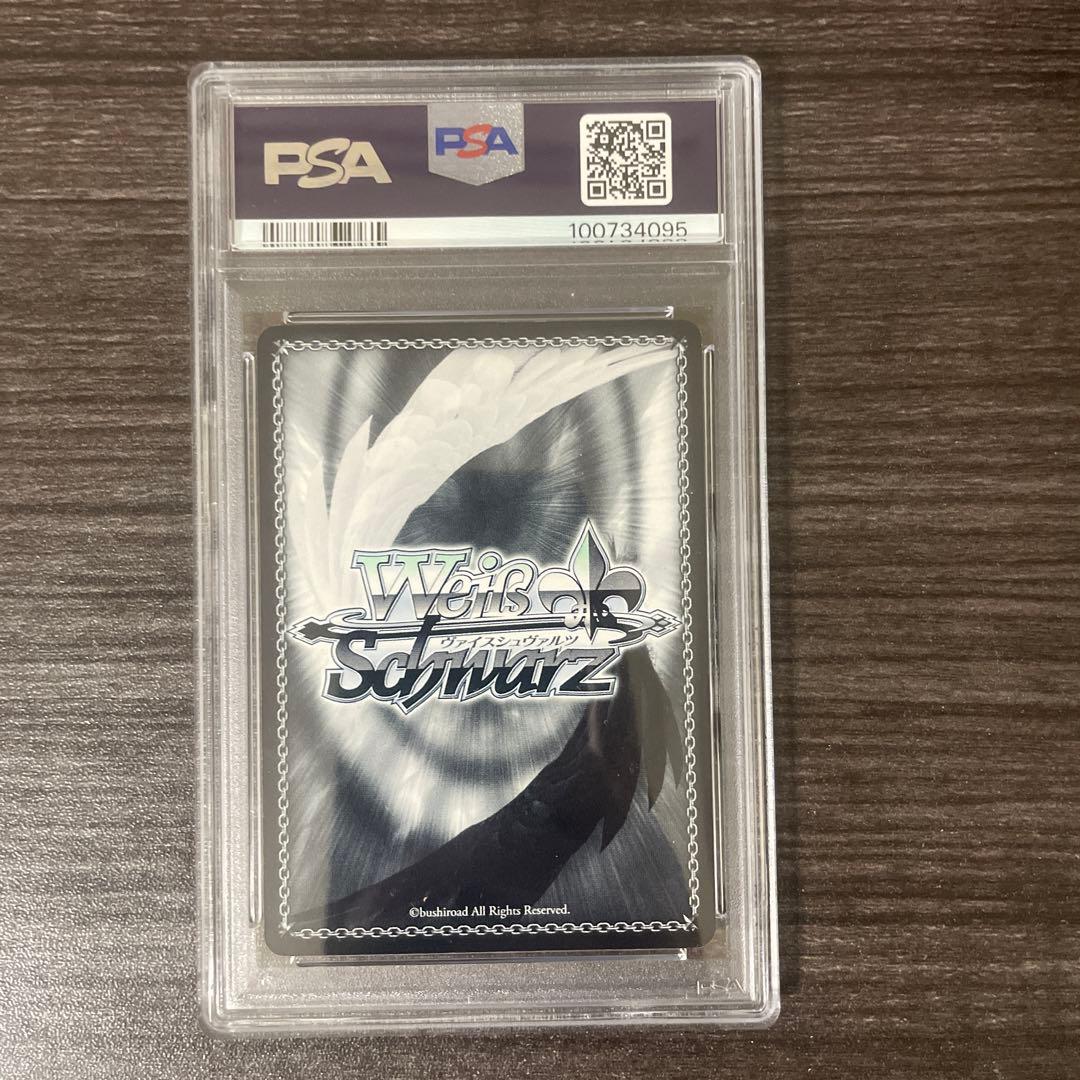 PSA
PSA
100734095
Weiß
ヴァイスシュヴァルツ
Schwarz
©bushiroad All Rights Reserved.
PSA